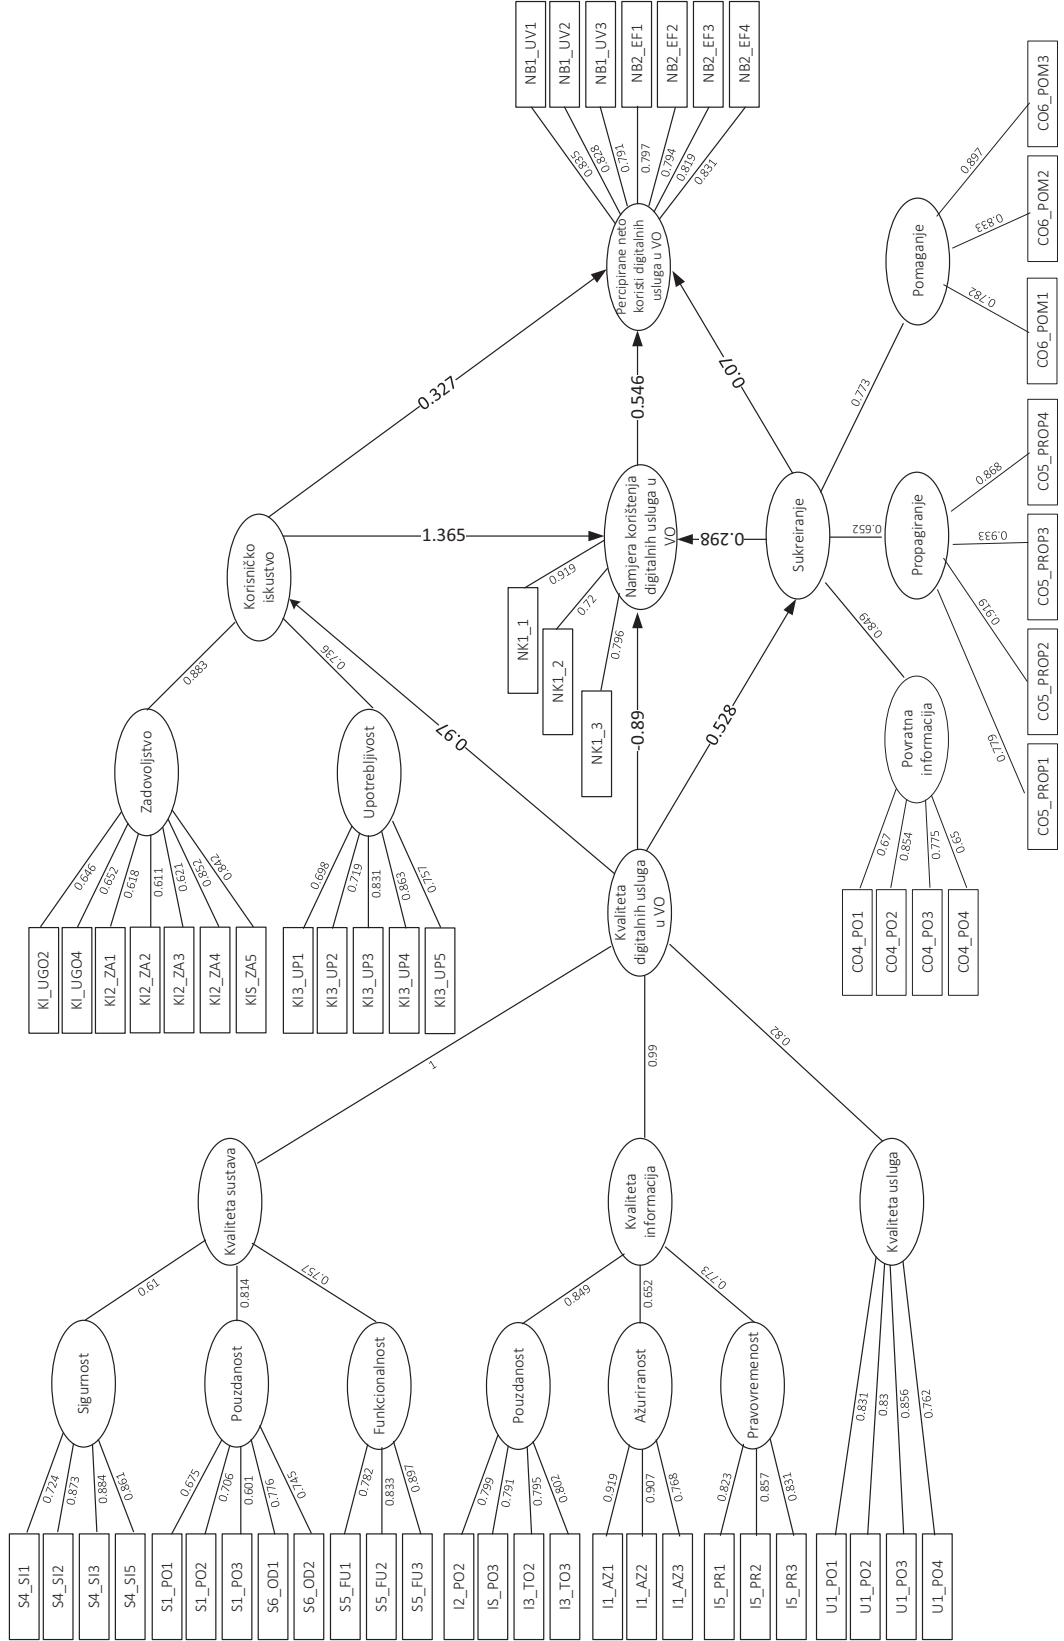 S4_SI1
S4_SI2
S4_SI3
S4_SI5
0.724
0.873
0.884
0.861
Sigurnost
0.61
S1_PO1
S1_PO2
S1_PO3
S6_OD1
S6_OD2
0.675
0.706
0.601
0.776
0.745
Pouzdanost
0.814
S5_FU1
S5_FU2
S5_FU3
0.782
0.833
0.897
Funkcionalnost
0.757
Kvaliteta sustava
1
I2_PO2
IS_PO3
I3_TO2
I3_TO3
0.799
0.791
0.795
0.802
Pouzdanost
0.849
I1_AZ1
I1_AZ2
I1_AZ3
0.919
0.907
0.768
Ažuriranost
0.652
I5_PR1
I5_PR2
I5_PR3
0.823
0.857
0.831
Pravovremenost
0.773
Kvaliteta
informacija
0.99
U1_PO1
U1_PO2
U1_PO3
U1_PO4
0.831
0.83
0.856
0.762
Kvaliteta usluga
0.82
Kvaliteta
digitalnih usluga
u VO
0.97
-0.89
0.528
KI_UGO2
KI_UGO4
KI2_ZA1
KI2_ZA2
KI2_ZA3
KI2_ZA4
KIS_ZA5
0.646
0.652
0.618
0.611
0.621
0.852
0.842
Zadovoljstvo
0.883
KI3_UP1
KI3_UP2
KI3_UP3
KI3_UP4
KI3_UP5
0.698
0.719
0.831
0.863
0.757
Upotrebljivost
0.736
Korisničko
iskustvo
1.365
0.327
NK1_1
NK1_2
NK1_3
0.919
0.72
0.796
Namjera korištenja
digitalnih usluga u
VO
0.546
CO4_PO1
CO4_PO2
CO4_PO3
CO4_PO4
0.67
0.854
0.775
0.65
Povratna
informacija
0.849
CO5_PROP1
CO5_PROP2
CO5_PROP3
CO5_PROP4
0.779
0.919
0.933
0.868
Propagiranje
0.652
CO6_POM1
CO6_POM2
CO6_POM3
0.782
0.833
0.897
Pomaganje
0.773
Sukreiranje
0.298
0.07
Percipirane neto
koristi digitalnih
usluga u VO
0.835
0.828
0.791
0.797
0.794
0.819
0.831
NB1_UV1
NB1_UV2
NB1_UV3
NB2_EF1
NB2_EF2
NB2_EF3
NB2_EF4